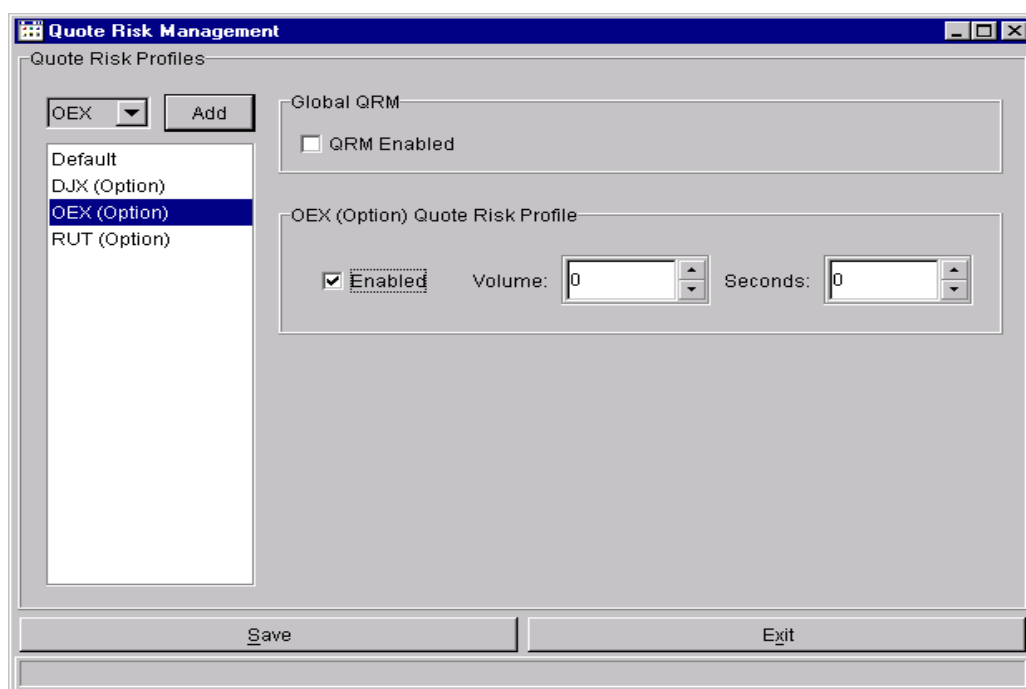 Quote Risk Management
Quote Risk Profiles
OEX
Add
Default
DJX (Option)
OEX (Option)
RUT (Option)
Global QRM
QRM Enabled
OEX (Option) Quote Risk Profile
Enabled Volume: 0 Seconds: 0
Save Exit